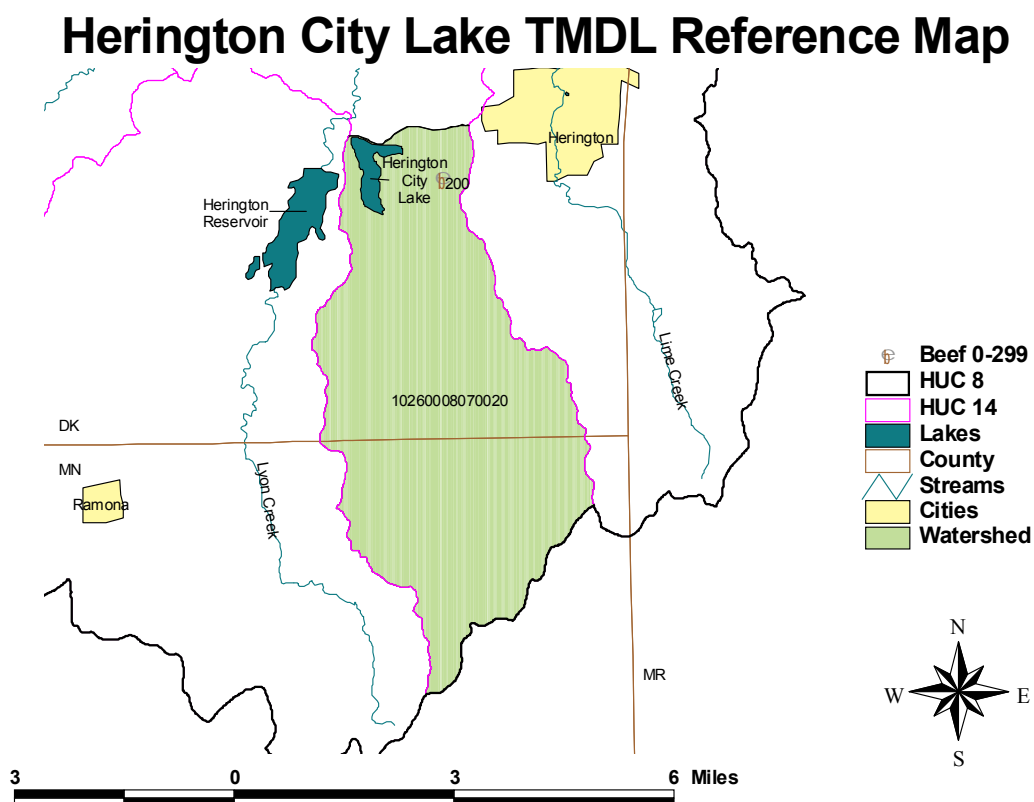 Herington City Lake TMDL Reference Map
Herington
Herington
City
Lake
200
Herington
Reservoir
Lime Creek
10260008070020
DK
MN
Ramona
Lyon Creek
MR
Beef 0-299
HUC 8
HUC 14
Lakes
County
Streams
Cities
Watershed
N
W
E
S
3 0 3 6 Miles